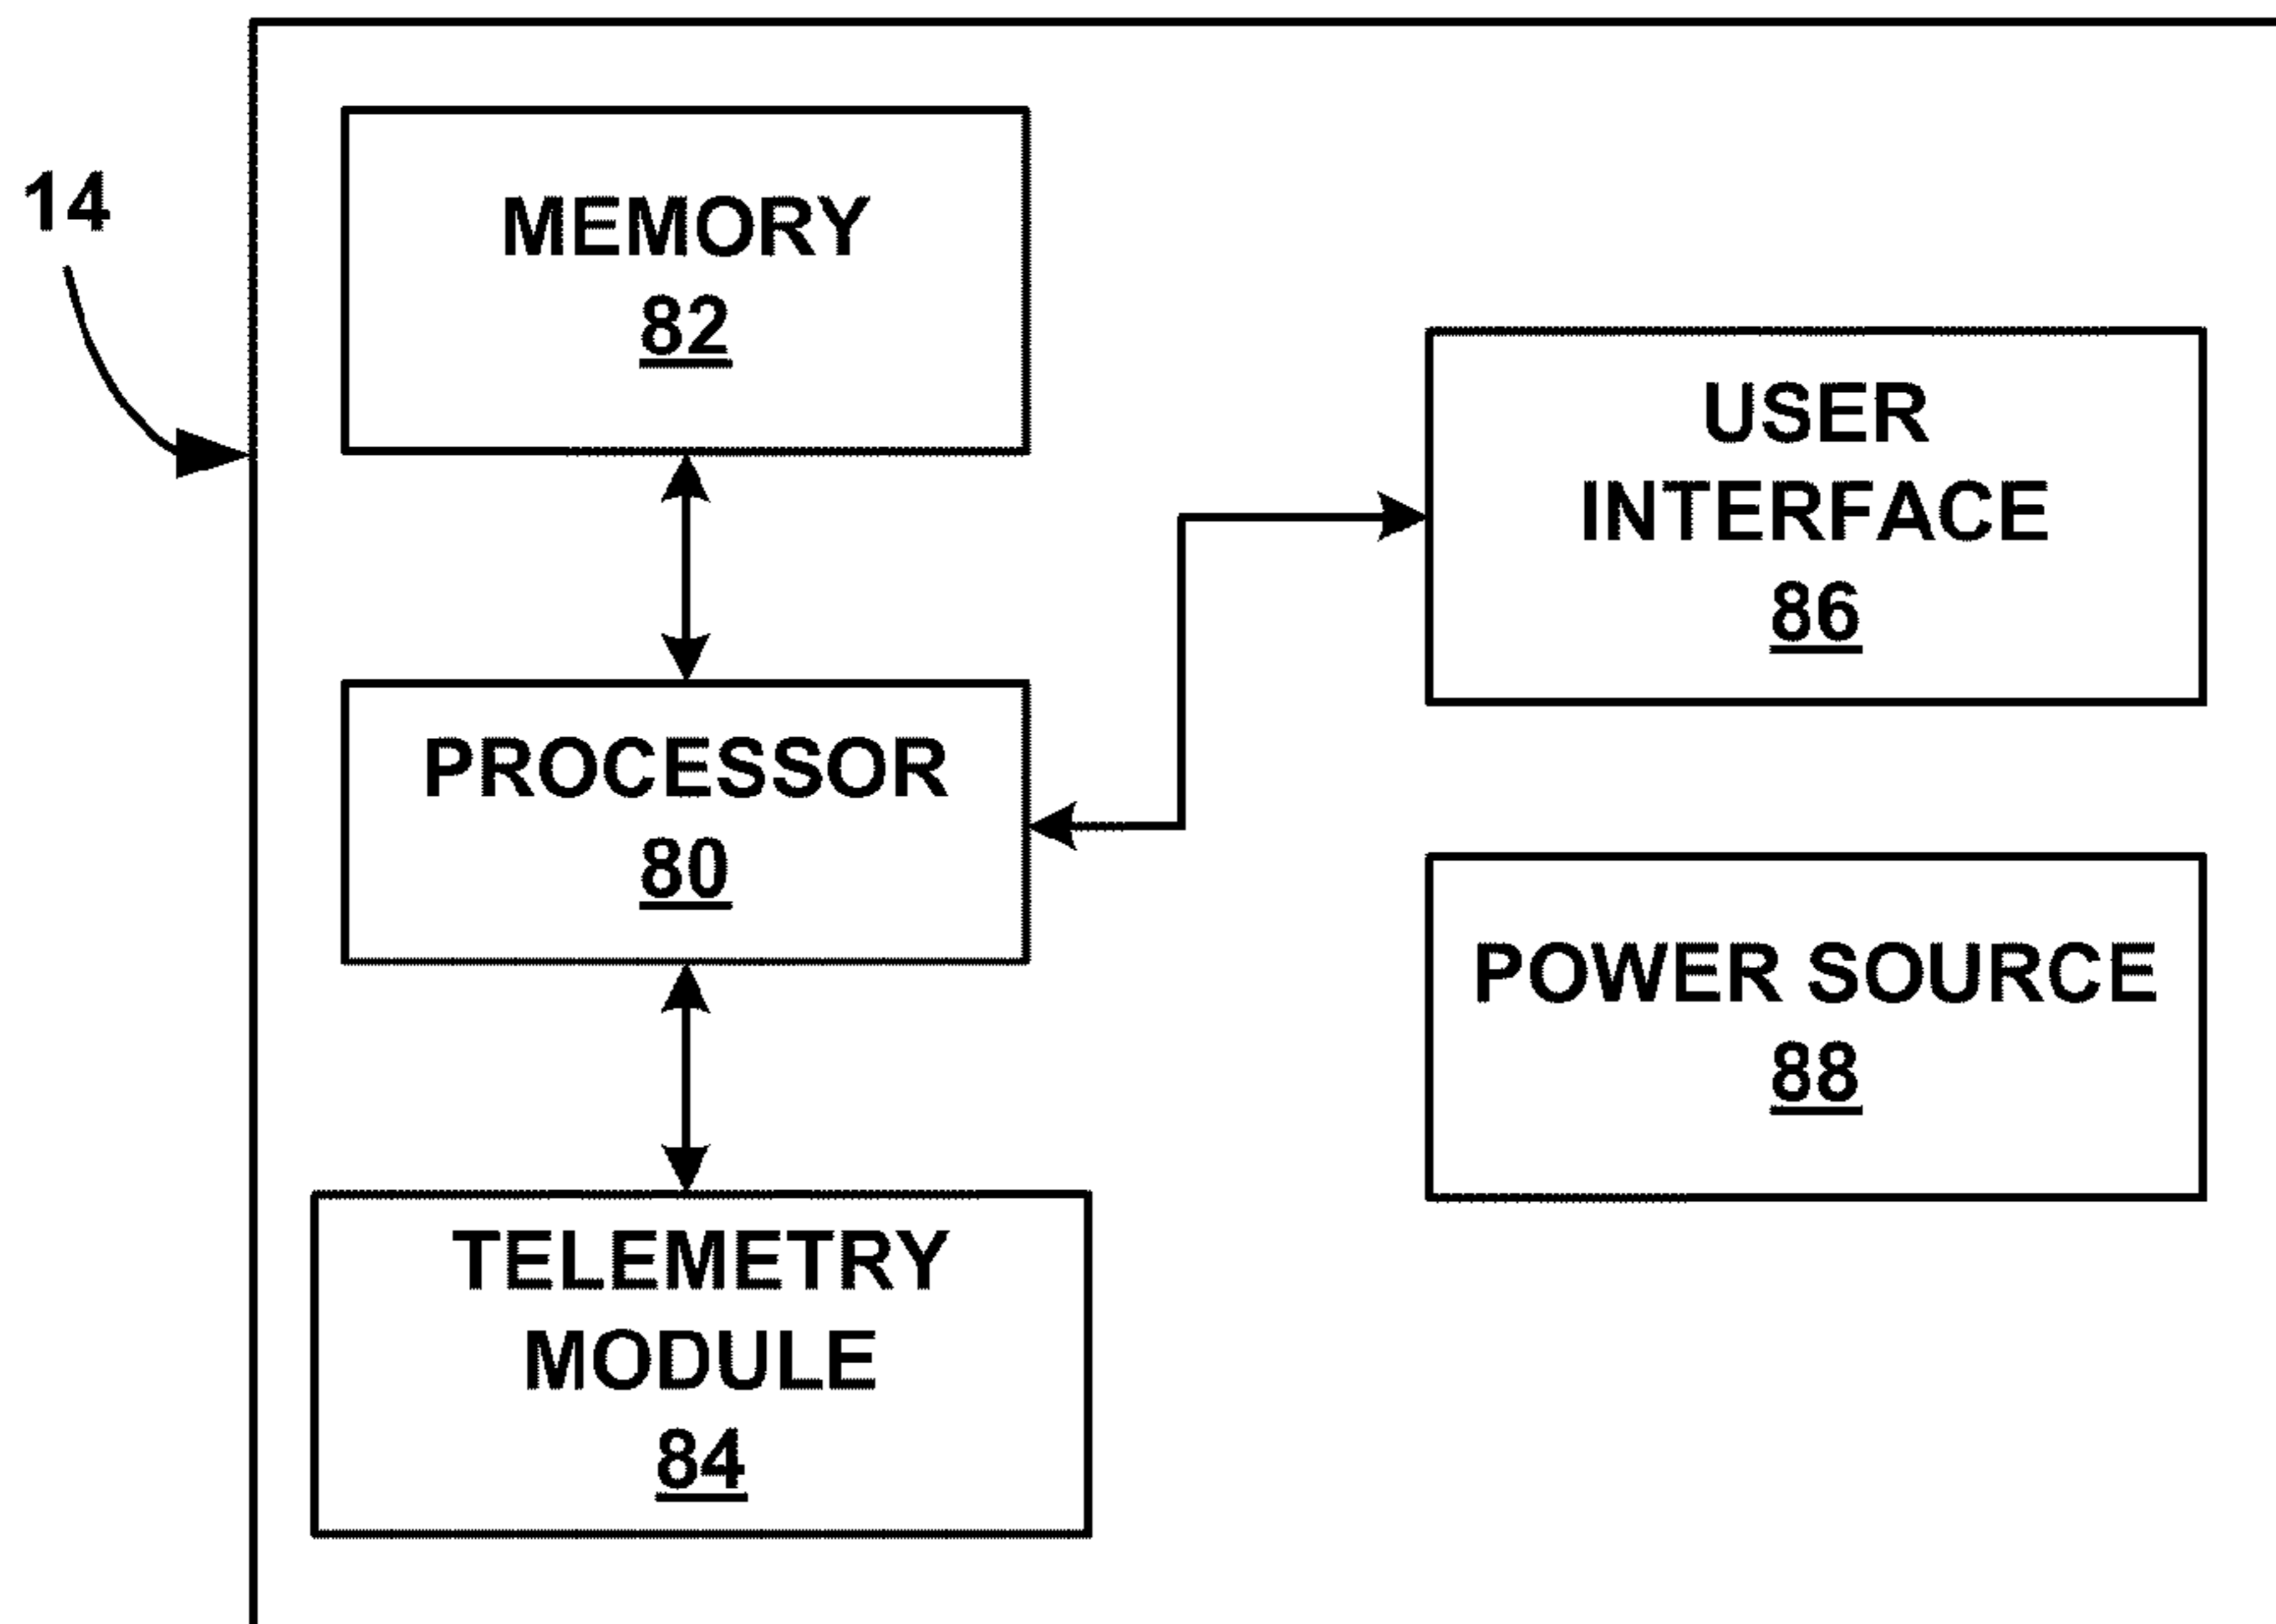 14
MEMORY
82
USER
INTERFACE
86
PROCESSOR
80
POWER SOURCE
88
TELEMETRY
MODULE
84